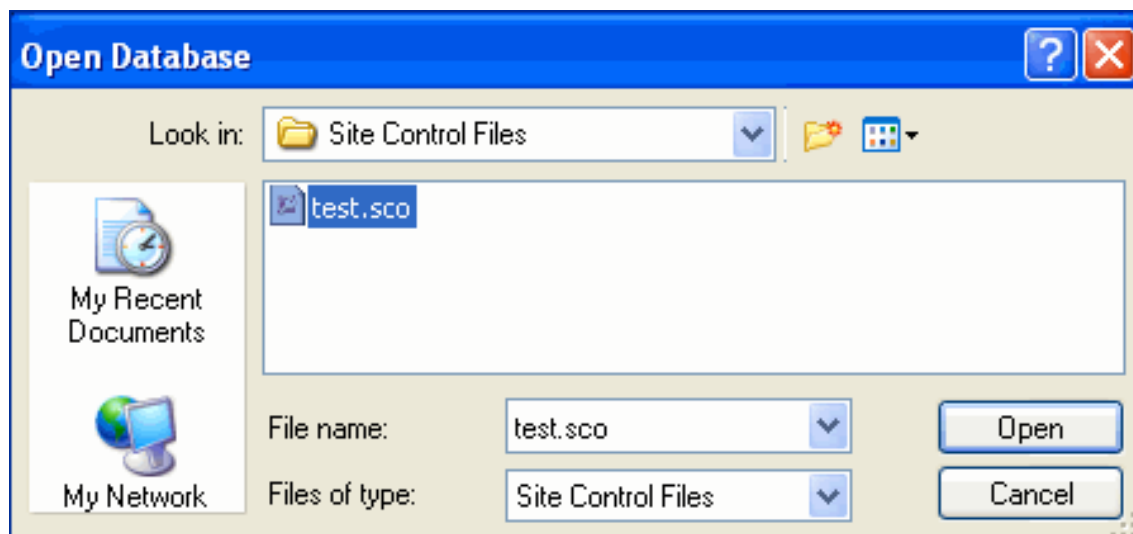 Open Database
Look in: Site Control Files
test.sco
My Recent
Documents
My Network
File name: test.sco
Open
Files of type: Site Control Files
Cancel